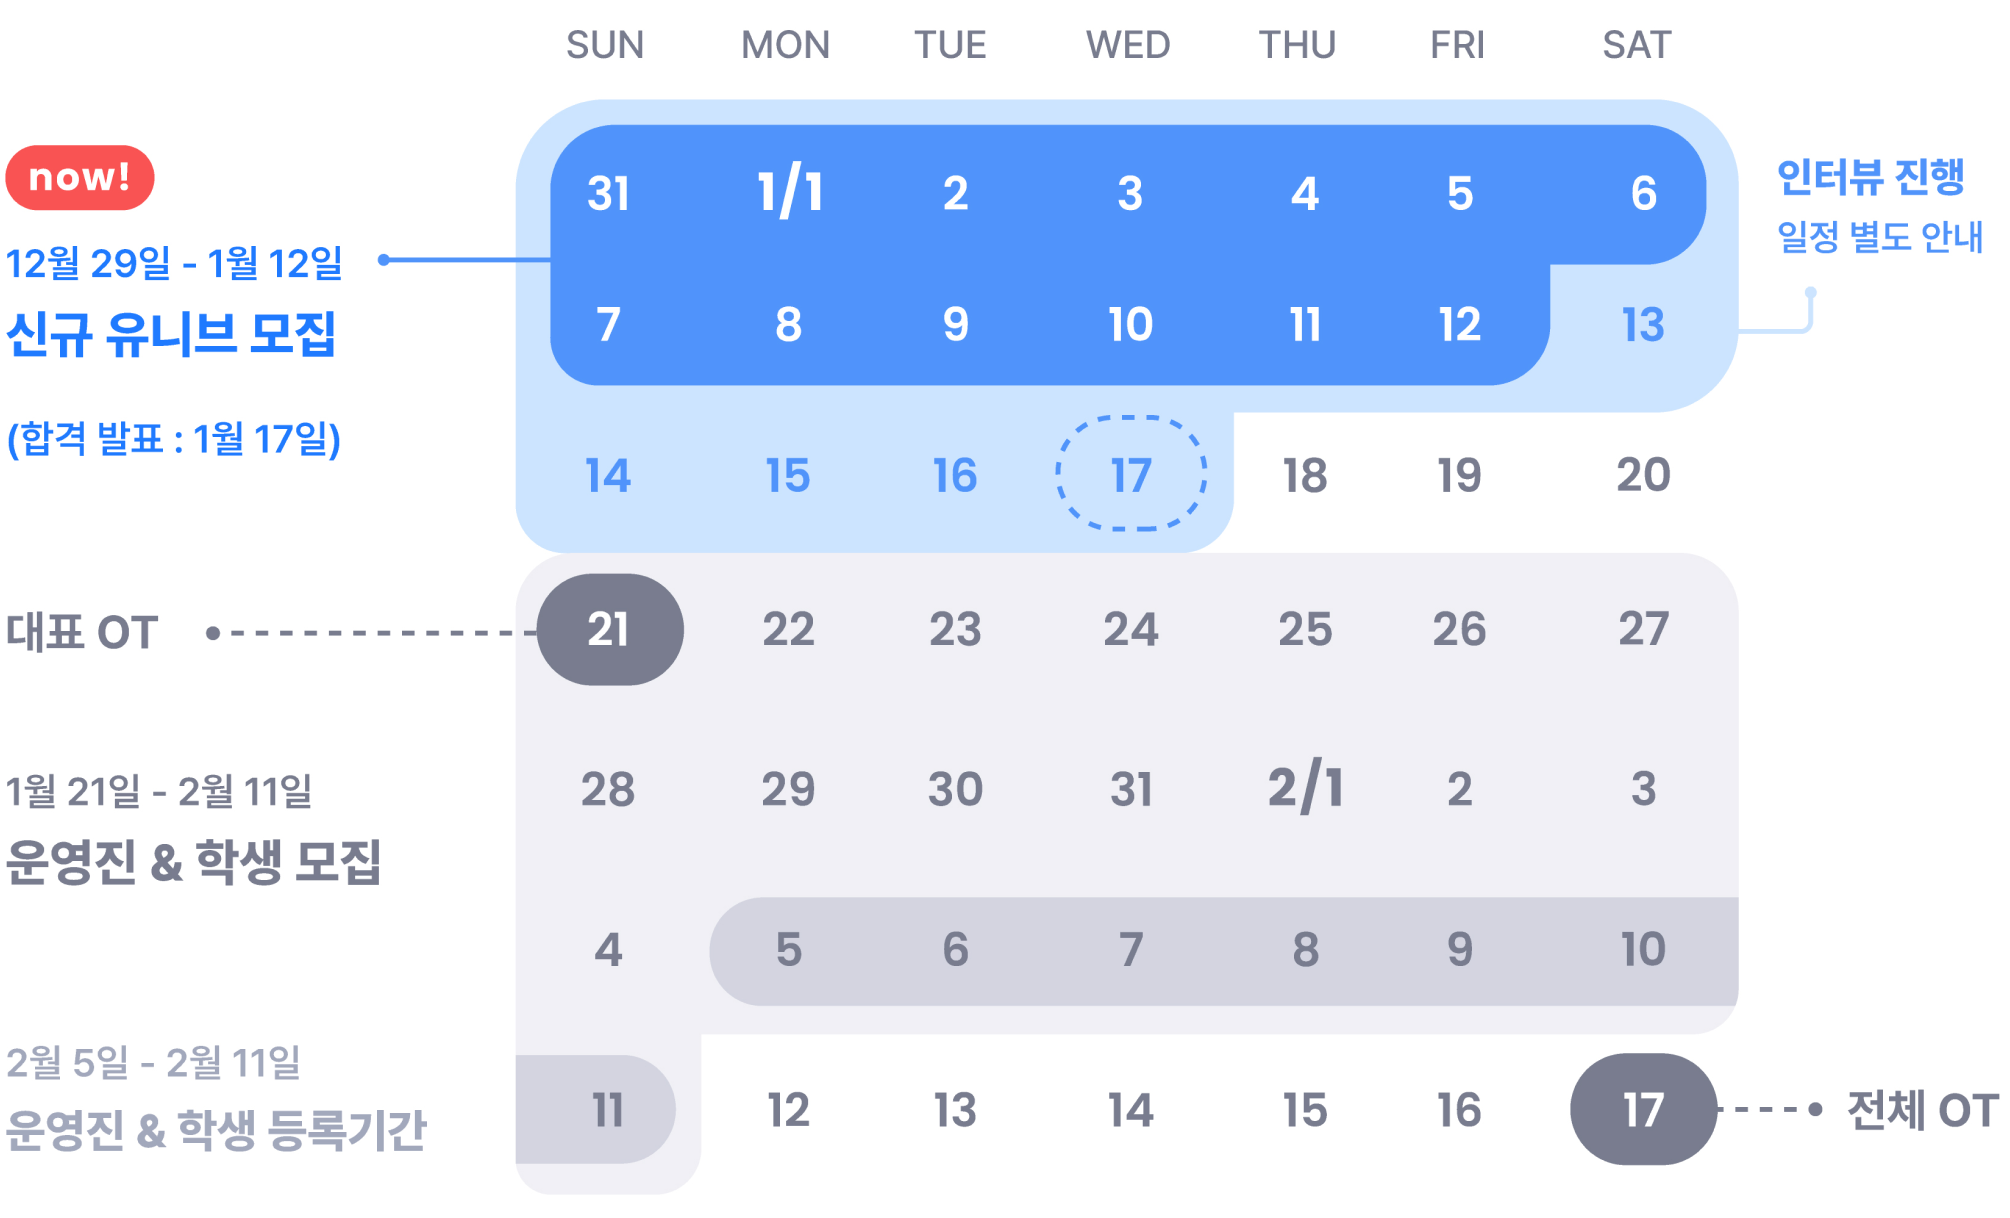 SUN MON TUE WED THU FRI SAT
now!
12월 29일 - 1월 12일
신규 유니브 모집
(합격 발표 : 1월 17일)
31 1/1 2 3 4 5 6
7 8 9 10 11 12 13
인터뷰 진행
일정 별도 안내
14 15 16 17 18 19 20
대표 OT
21 22 23 24 25 26 27
1월 21일 - 2월 11일
운영진 & 학생 모집
28 29 30 31 2/1 2 3
4 5 6 7 8 9 10
2월 5일 - 2월 11일
운영진 & 학생 등록기간
11 12 13 14 15 16 17
전체 OT